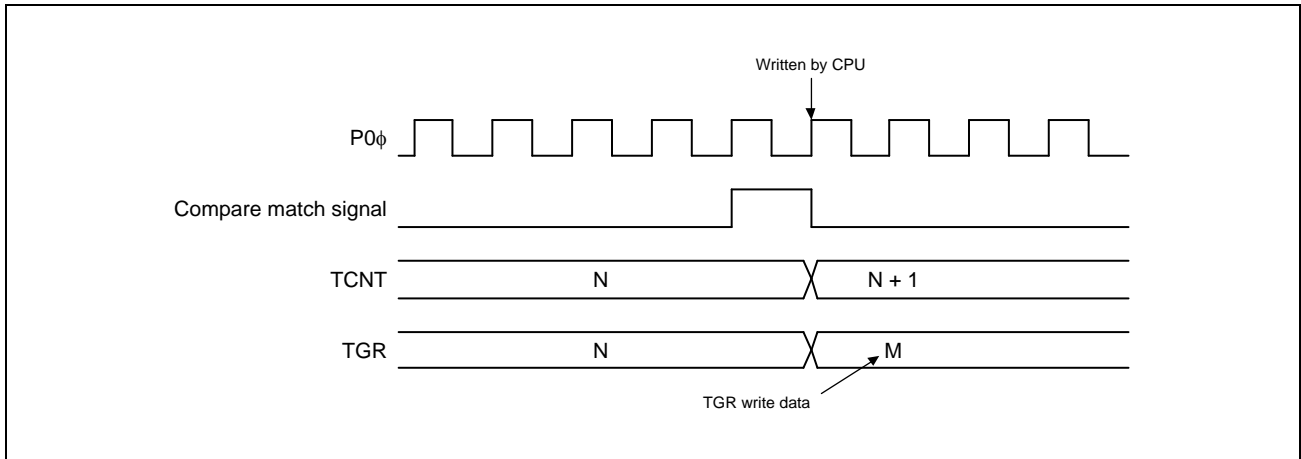 Written by CPU
P0ϕ
Compare match signal
TCNT
N
N + 1
TGR
N
M
TGR write data